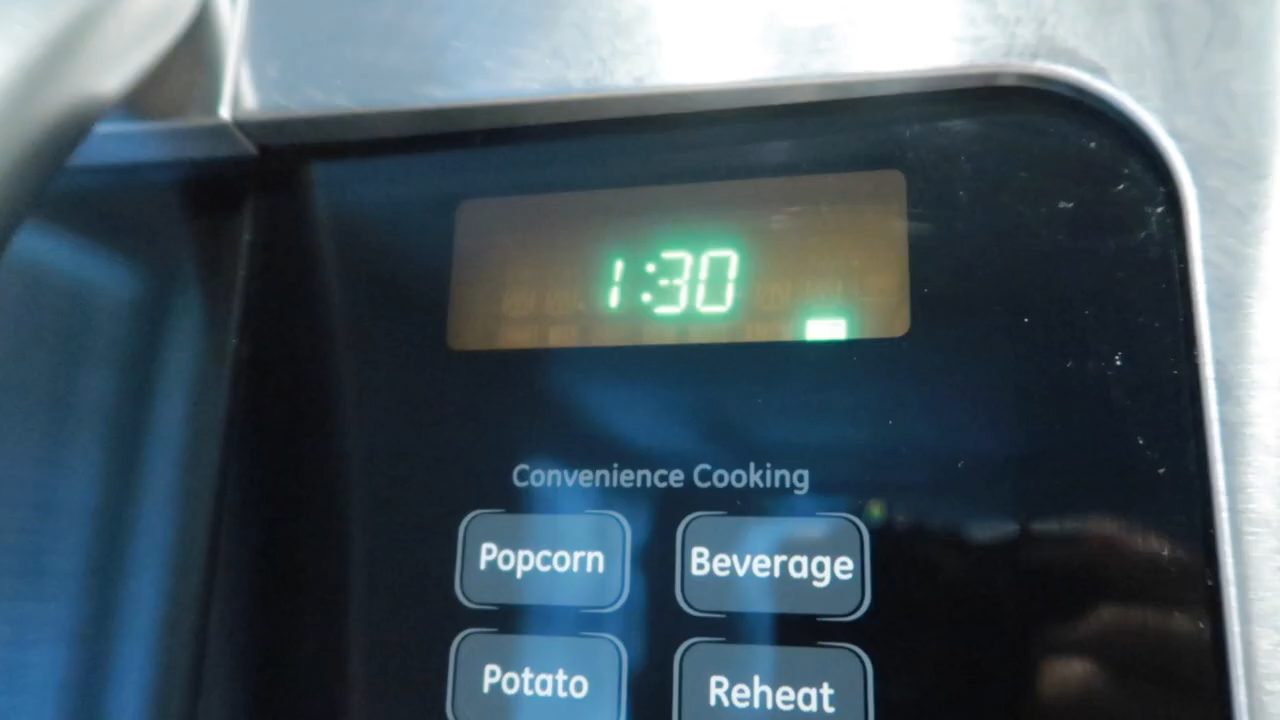 1:30
Convenience Cooking
Popcorn
Beverage
Potato
Reheat